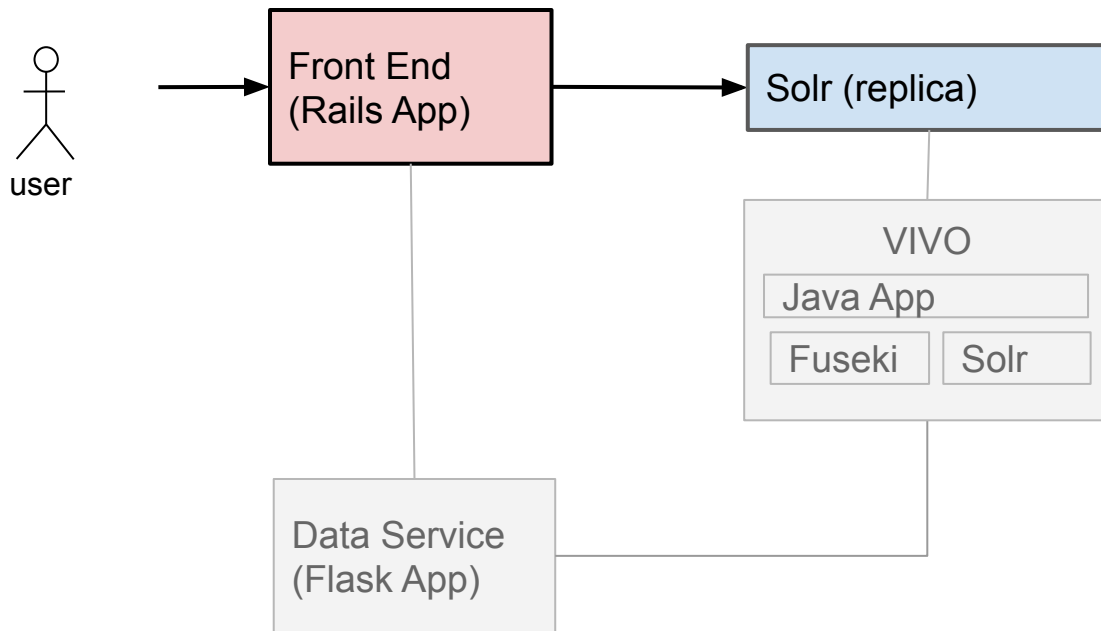 Front End
(Rails App)
Solr (replica)
user
VIVO
Java App
Fuseki
Solr
Data Service
(Flask App)